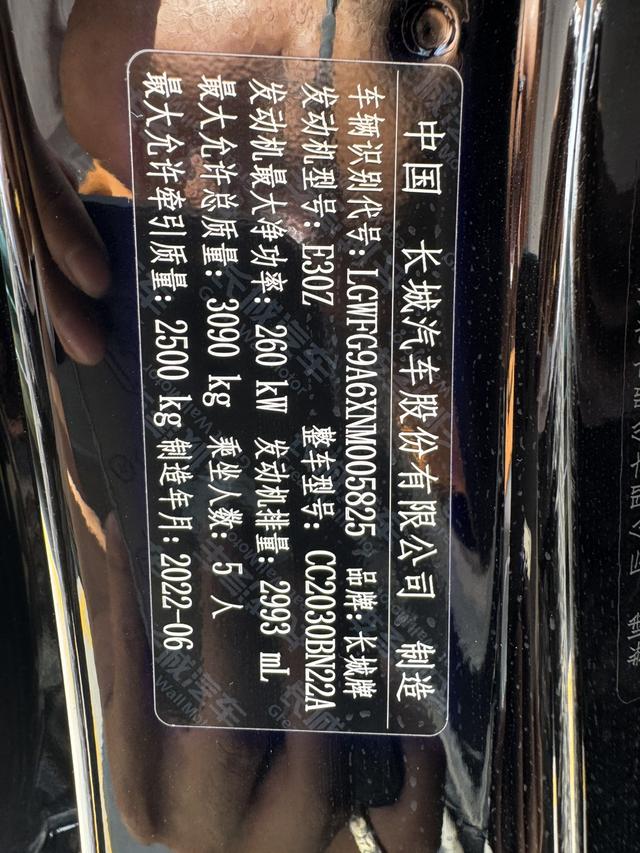 中国 长城汽车股份有限公司 制造
车辆识别代号: LGWFG9A6XNM005825 品牌: 长城牌
发动机型号: E30Z 整车型号: CC2030BN22A
发动机最大净功率: 260 kW 发动机排量: 2993 mL
最大允许总质量: 3090 kg 乘坐人数: 5 人
最大允许牵引质量: 2500 kg 制造年月: 2022-06